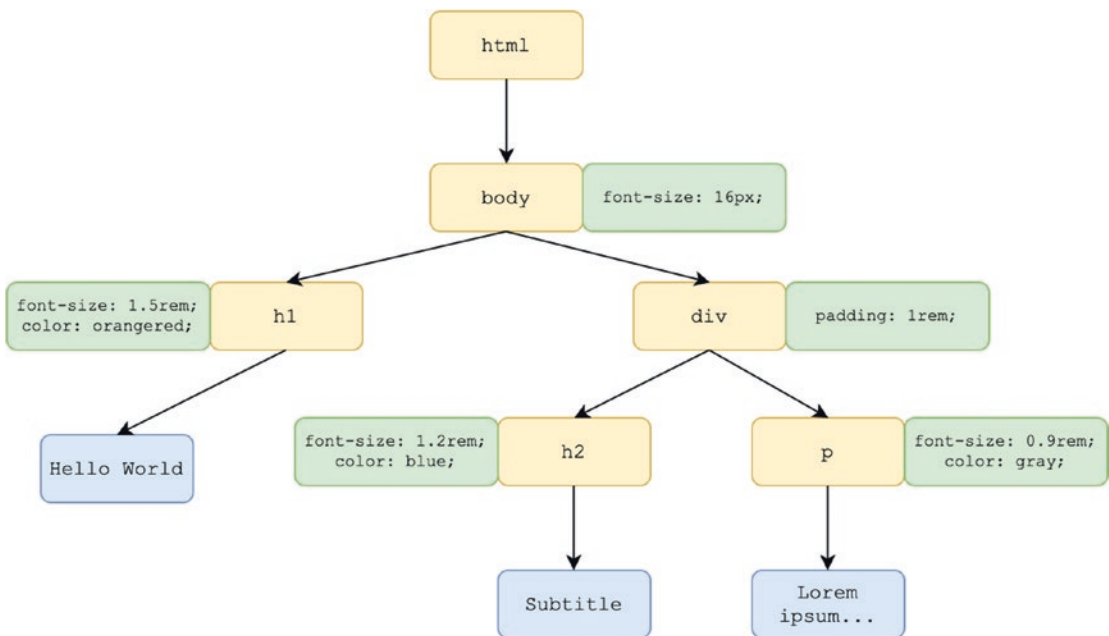 html
body
font-size: 16px;
font-size: 1.5rem;
color: orangered;
h1
div
padding: 1rem;
Hello World
font-size: 1.2rem;
color: blue;
h2
p
font-size: 0.9rem;
color: gray;
Subtitle
Lorem
ipsum...